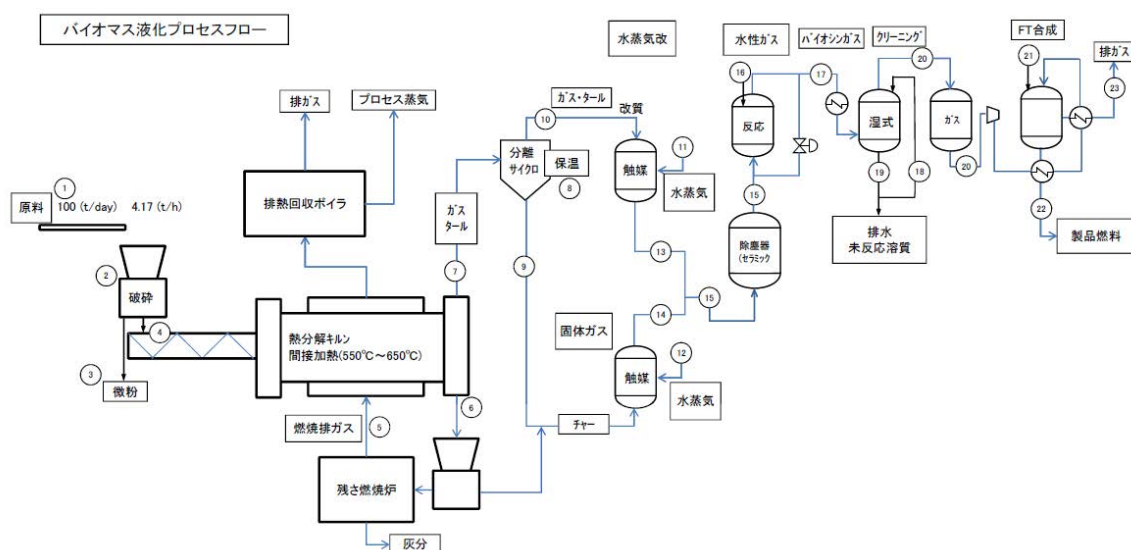 バイオマス液化プロセスフロー
水蒸気改
水性ガス
バイオシンガス
クリーニング
FT合成
排ガス
プロセス蒸気
排ガス
ガス・タール
改質
⑩
⑯
⑰
⑳
㉑
㉓
反応
湿式
ガス
⑳
分離
サイクロ
保温
⑧
触媒
⑪
水蒸気
⑲
⑱
①
原料 100 (t/day) 4.17 (t/h)
排熱回収ボイラ
ガス
タール
⑮
排水
未反応溶質
㉒
製品燃料
除塵器
(セラミック
②
破砕
⑦
⑨
⑬
⑮
⑭
④
熱分解キルン
間接加熱(550℃~650℃)
固体ガス
触媒
⑫
水蒸気
③
微粉
燃焼排ガス
⑤
⑥
チャー
残さ燃焼炉
灰分